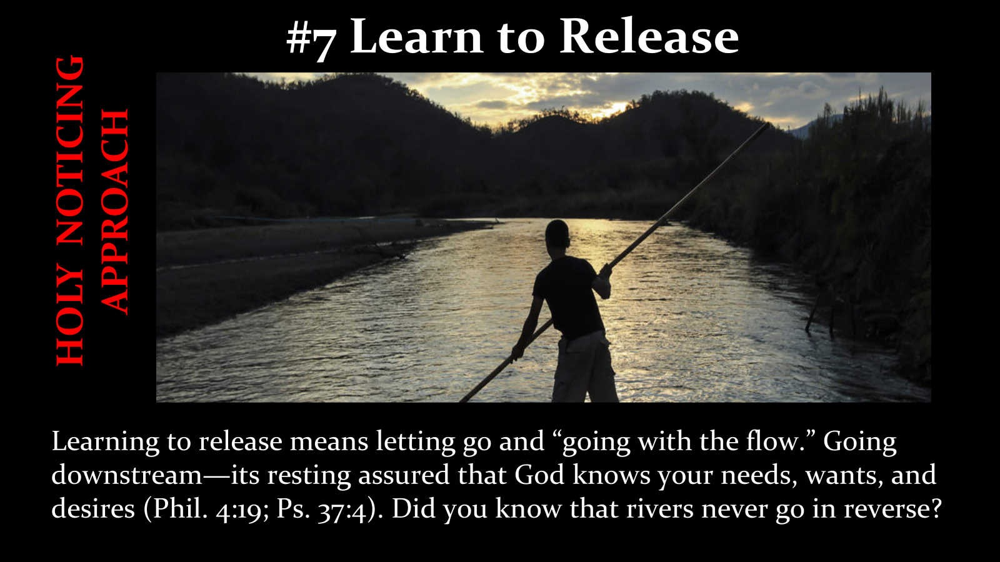 #7 Learn to Release
HOLY NOTICING
APPROACH
Learning to release means letting go and “going with the flow.” Going
downstream—its resting assured that God knows your needs, wants, and
desires (Phil. 4:19; Ps. 37:4). Did you know that rivers never go in reverse?